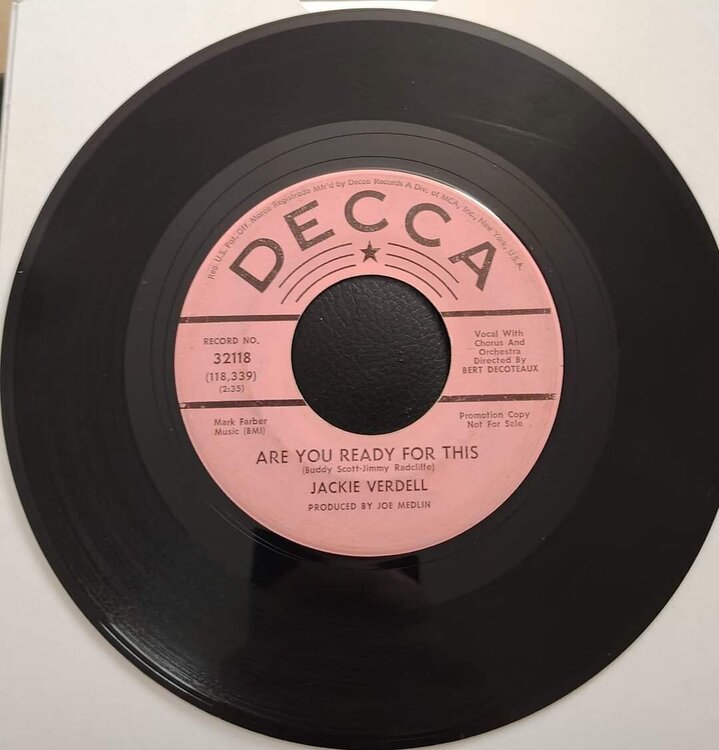 Reg. U.S. Pat. Off. Marca Registrada Mfr'd by Decca Records A Div. of MCA, Inc., New York, U.S.A.
DECCA
RECORD NO.
32118
(118,339)
(2:35)
Vocal With
Chorus And
Orchestra
Directed By
BERT DECOTEAUX
Mark Farber
Music (BMI)
Promotion Copy
Not For Sale
ARE YOU READY FOR THIS
(Buddy Scott-Jimmy Radcliffe)
JACKIE VERDELL
PRODUCED BY JOE MEDLIN